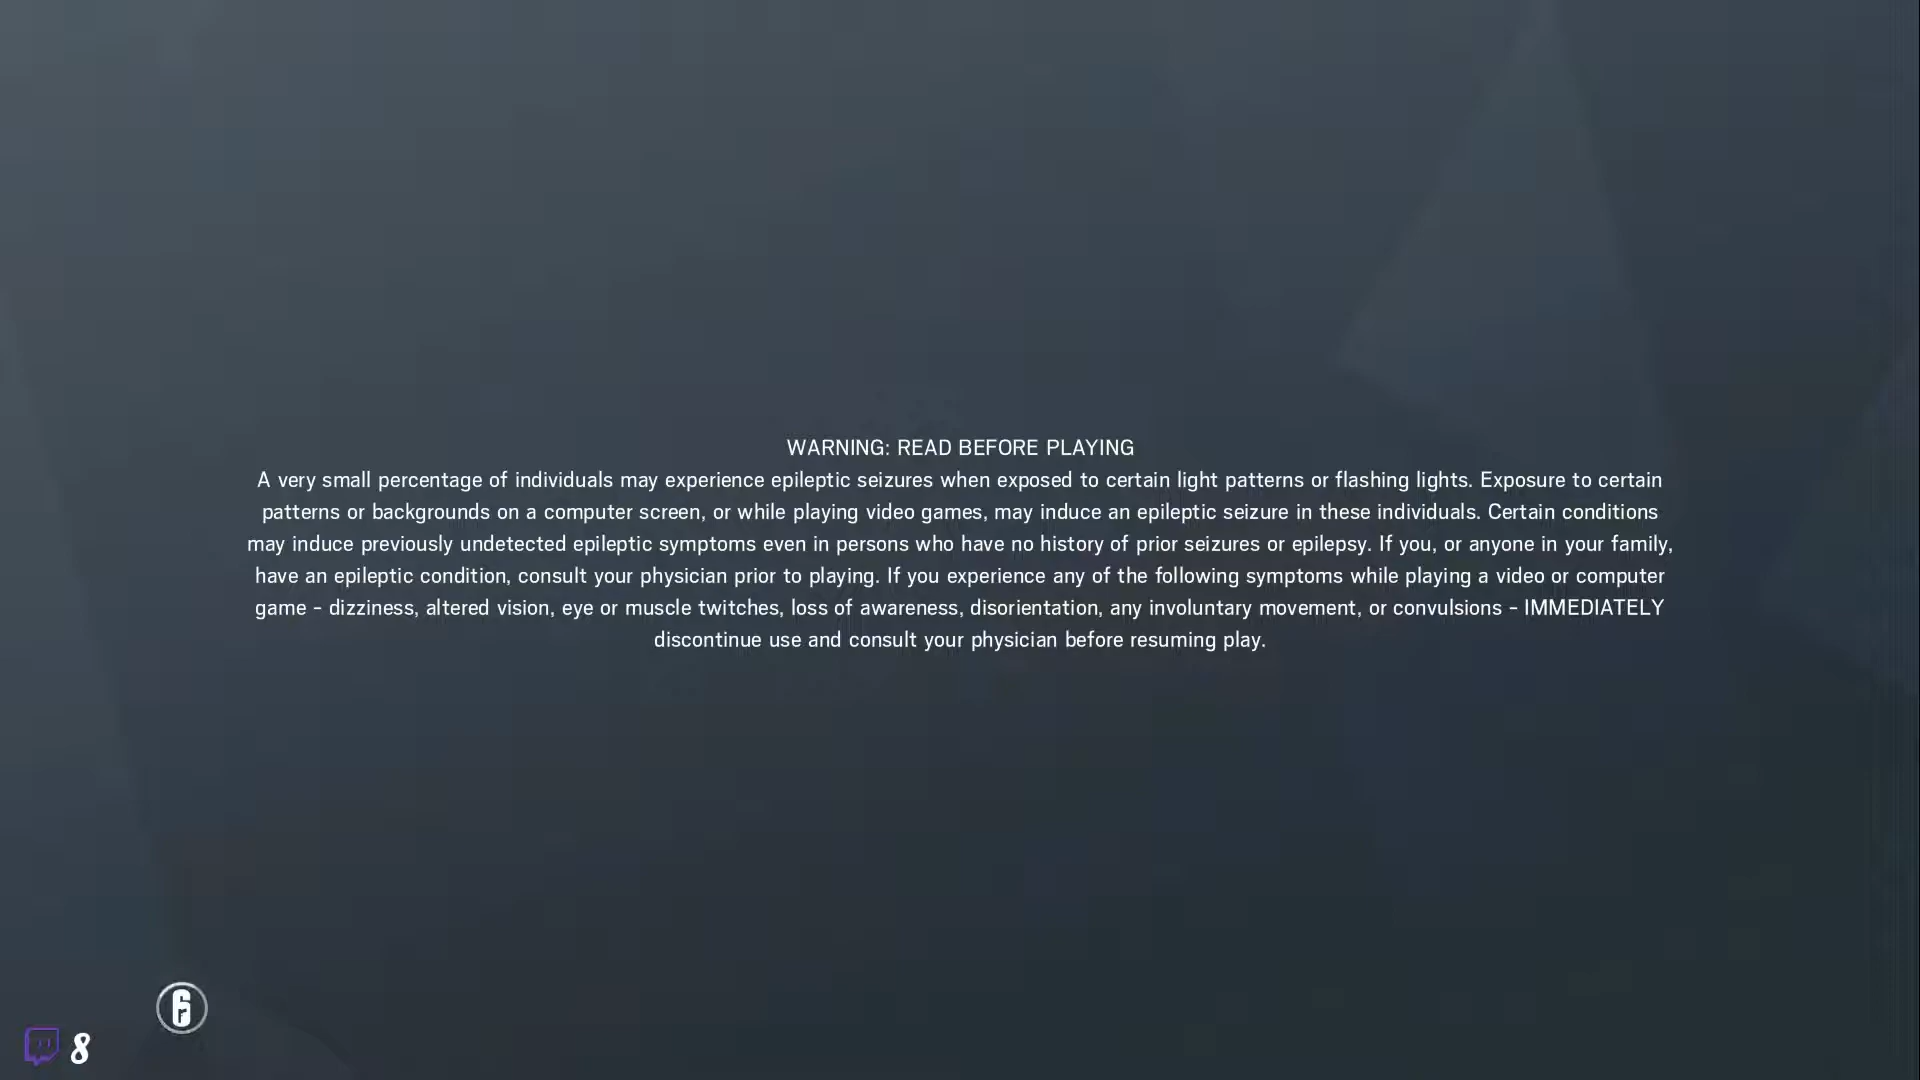 WARNING: READ BEFORE PLAYING
A very small percentage of individuals may experience epileptic seizures when exposed to certain light patterns or flashing lights. Exposure to certain
patterns or backgrounds on a computer screen, or while playing video games, may induce an epileptic seizure in these individuals. Certain conditions
may induce previously undetected epileptic symptoms even in persons who have no history of prior seizures or epilepsy. If you, or anyone in your family,
have an epileptic condition, consult your physician prior to playing. If you experience any of the following symptoms while playing a video or computer
game - dizziness, altered vision, eye or muscle twitches, loss of awareness, disorientation, any involuntary movement, or convulsions - IMMEDIATELY
discontinue use and consult your physician before resuming play.
6
8